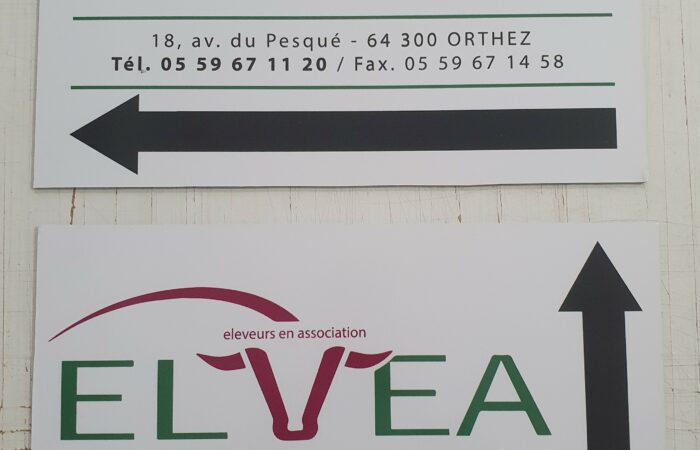 18, av. du Pesqué - 64 300 ORTHEZ
Tél. 05 59 67 11 20 / Fax. 05 59 67 14 58
eleveurs en association
ELVEA